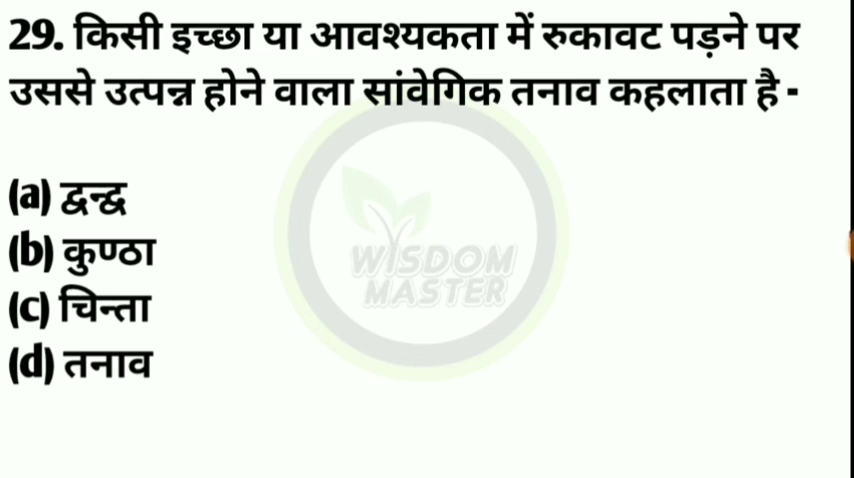 29. किसी इच्छा या आवश्यकता में रुकावट पड़ने पर
उससे उत्पन्न होने वाला सांवेगिक तनाव कहलाता है -
(a) द्वन्द्व
(b) कुण्ठा
(c) चिन्ता
(d) तनाव
WISDOM
MASTER